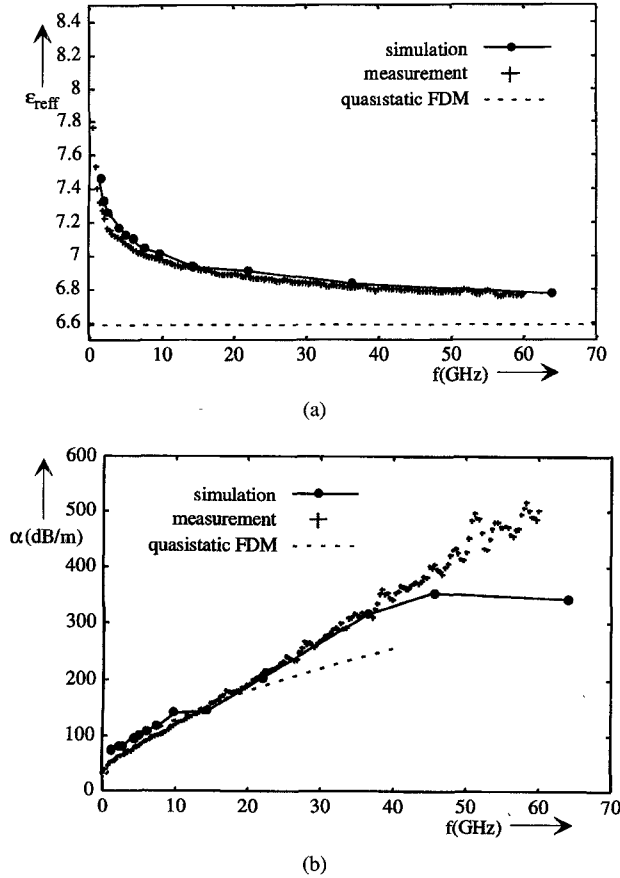 8.4
8.2
8
ε_reff
7.8
7.6
7.4
7.2
7
6.8
6.6
simulation
measurement
quasistatic FDM
0 10 20 30 40 50 60 70
f(GHz)
(a)
600
500
α(dB/m)
400
300
200
100
0
simulation
measurement
quasistatic FDM
0 10 20 30 40 50 60 70
f(GHz)
(b)